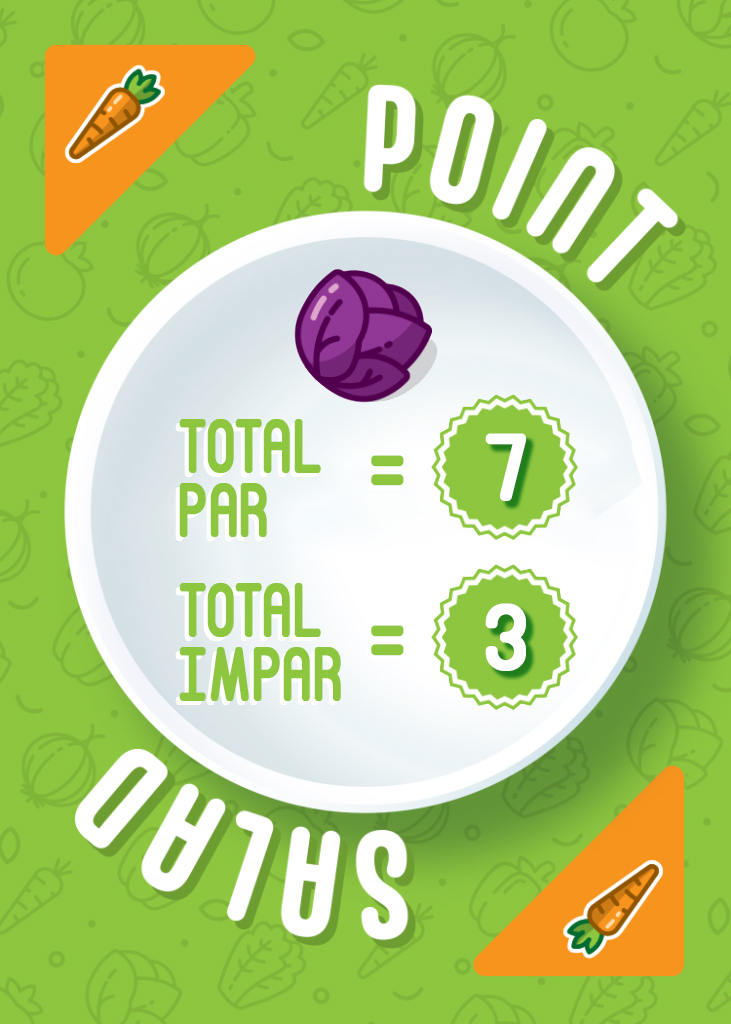 POINT
TOTAL PAR = 7
TOTAL IMPAR = 3
SALAD